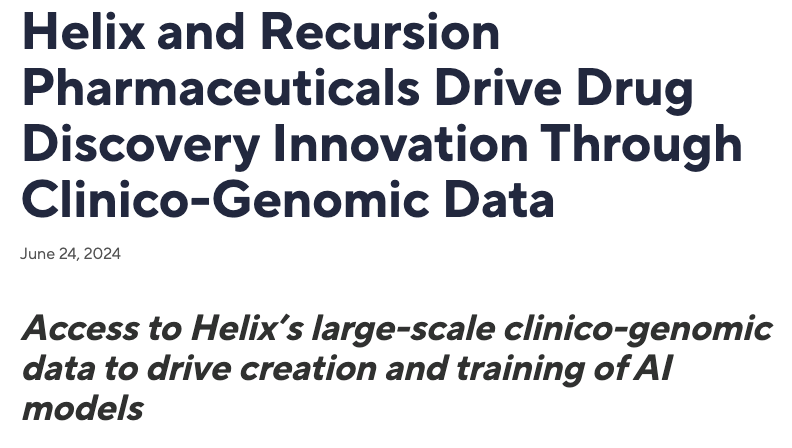 Helix and Recursion
Pharmaceuticals Drive Drug
Discovery Innovation Through
Clinico-Genomic Data
June 24, 2024
Access to Helix’s large-scale clinico-genomic
data to drive creation and training of AI
models